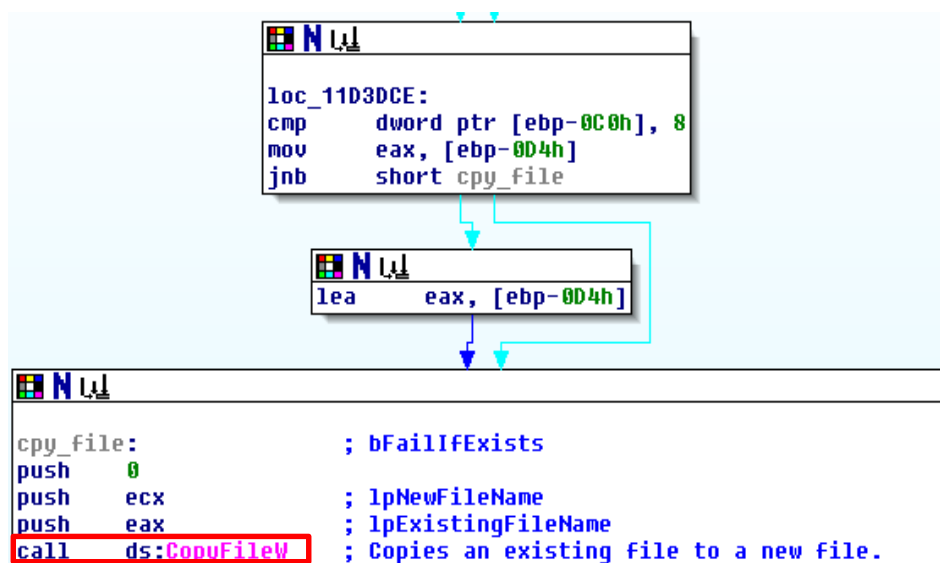 loc_11D3DCE:
cmp dword ptr [ebp-0C0h], 8
mov eax, [ebp-0D4h]
jnb short cpy_file
lea eax, [ebp-0D4h]
cpy_file: ; bFailIfExists
push 0
push ecx ; lpNewFileName
push eax ; lpExistingFileName
call ds:CopyFileW ; Copies an existing file to a new file.